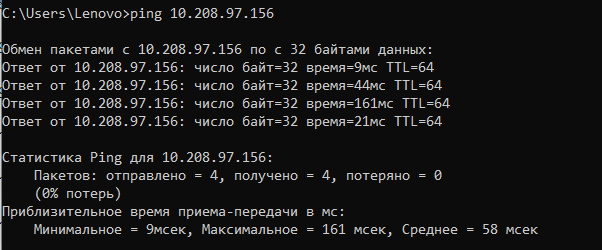 C:\Users\Lenovo>ping 10.208.97.156
Обмен пакетами с 10.208.97.156 по с 32 байтами данных:
Ответ от 10.208.97.156: число байт=32 время=9мс TTL=64
Ответ от 10.208.97.156: число байт=32 время=44мс TTL=64
Ответ от 10.208.97.156: число байт=32 время=161мс TTL=64
Ответ от 10.208.97.156: число байт=32 время=21мс TTL=64
Статистика Ping для 10.208.97.156:
Пакетов: отправлено = 4, получено = 4, потеряно = 0
(0% потерь)
Приблизительное время приема-передачи в мс:
Минимальное = 9мсек, Максимальное = 161 мсек, Среднее = 58 мсек